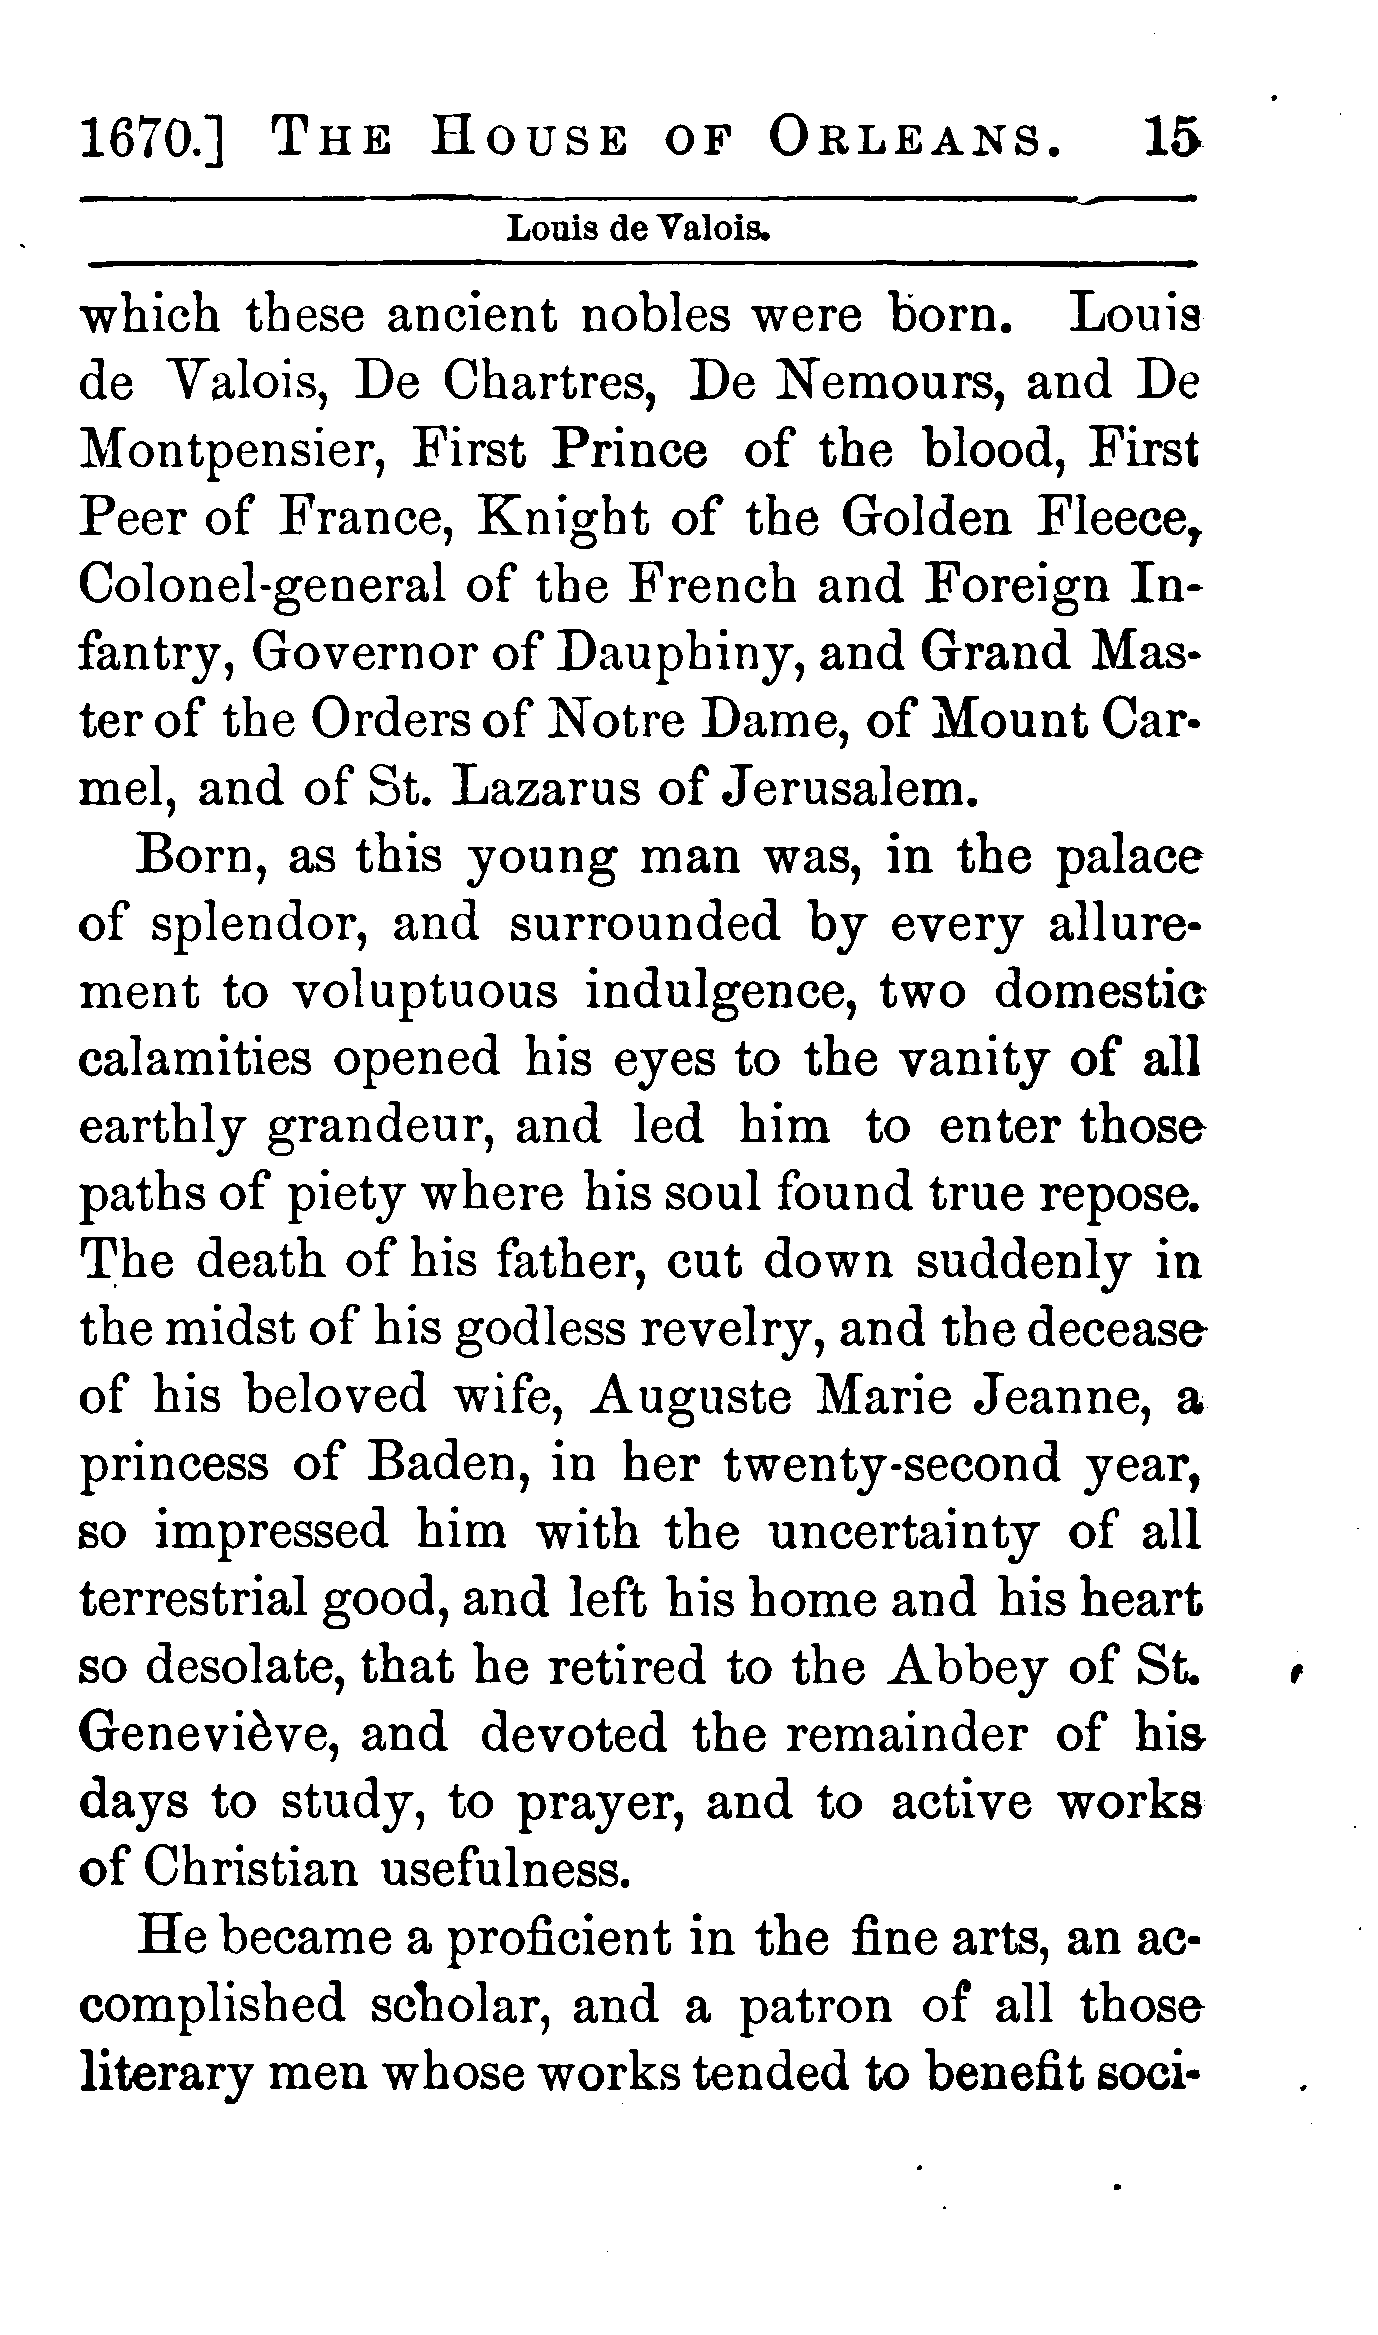 1670.] THE HOUSE OF ORLEANS. 15
Louis de Valois.
which these ancient nobles were born. Louis
de Valois, De Chartres, De Nemours, and De
Montpensier, First Prince of the blood, First
Peer of France, Knight of the Golden Fleece,
Colonel-general of the French and Foreign In-
fantry, Governor of Dauphiny, and Grand Mas-
ter of the Orders of Notre Dame, of Mount Car-
mel, and of St. Lazarus of Jerusalem.
Born, as this young man was, in the palace
of splendor, and surrounded by every allure-
ment to voluptuous indulgence, two domestic
calamities opened his eyes to the vanity of all
earthly grandeur, and led him to enter those
paths of piety where his soul found true repose.
The death of his father, cut down suddenly in
the midst of his godless revelry, and the decease
of his beloved wife, Auguste Marie Jeanne, a
princess of Baden, in her twenty-second year,
so impressed him with the uncertainty of all
terrestrial good, and left his home and his heart
so desolate, that he retired to the Abbey of St.
Geneviève, and devoted the remainder of his
days to study, to prayer, and to active works
of Christian usefulness.
He became a proficient in the fine arts, an ac-
complished scholar, and a patron of all those
literary men whose works tended to benefit soci-